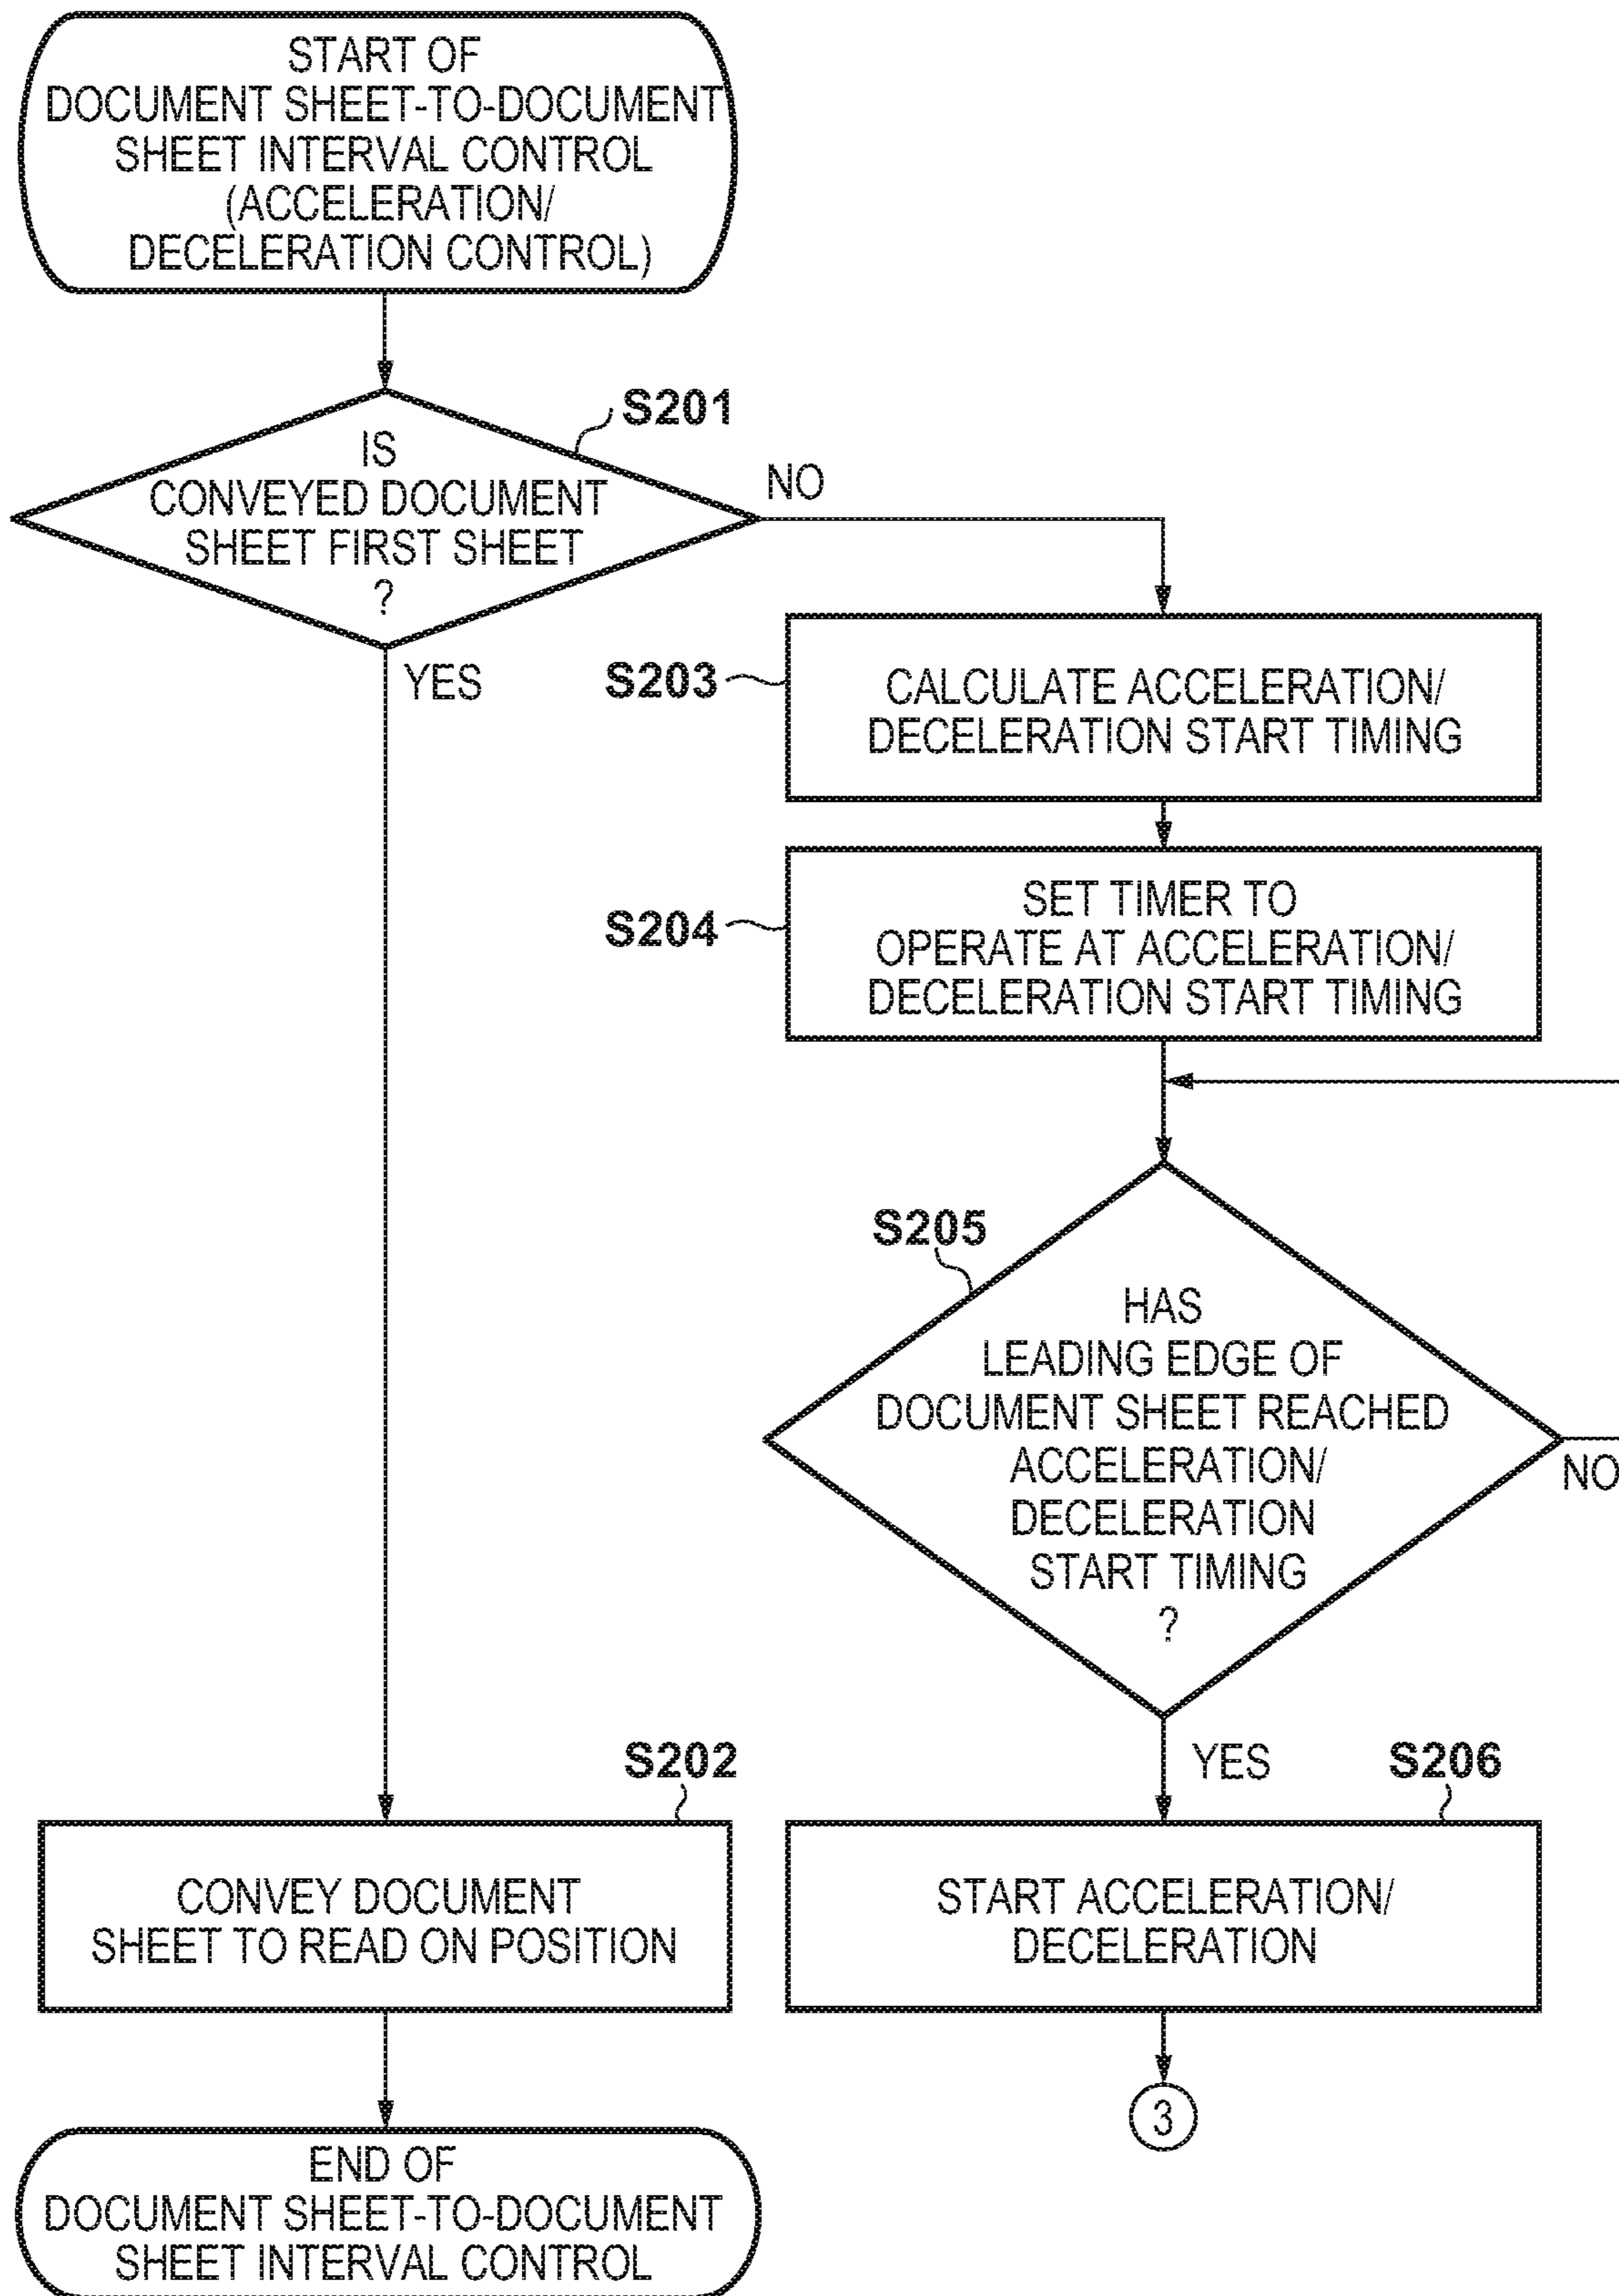 START OF
DOCUMENT SHEET-TO-DOCUMENT
SHEET INTERVAL CONTROL
(ACCELERATION/
DECELERATION CONTROL)
S201
IS
CONVEYED DOCUMENT
SHEET FIRST SHEET
?
NO
YES
S203
CALCULATE ACCELERATION/
DECELERATION START TIMING
S204
SET TIMER TO
OPERATE AT ACCELERATION/
DECELERATION START TIMING
S205
HAS
LEADING EDGE OF
DOCUMENT SHEET REACHED
ACCELERATION/
DECELERATION
START TIMING
?
NO
YES
S202
CONVEY DOCUMENT
SHEET TO READ ON POSITION
S206
START ACCELERATION/
DECELERATION
3
END OF
DOCUMENT SHEET-TO-DOCUMENT
SHEET INTERVAL CONTROL